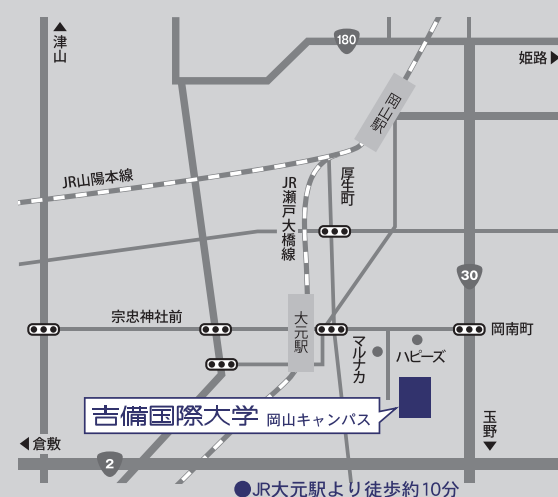 180
津山
姫路
岡山駅
JR山陽本線
JR瀬戸大橋線
厚生町
30
宗忠神社前
大元駅
マルナカ
ハピーズ
岡南町
吉備国際大学 岡山キャンパス
玉野
倉敷
2
●JR大元駅より徒歩約10分